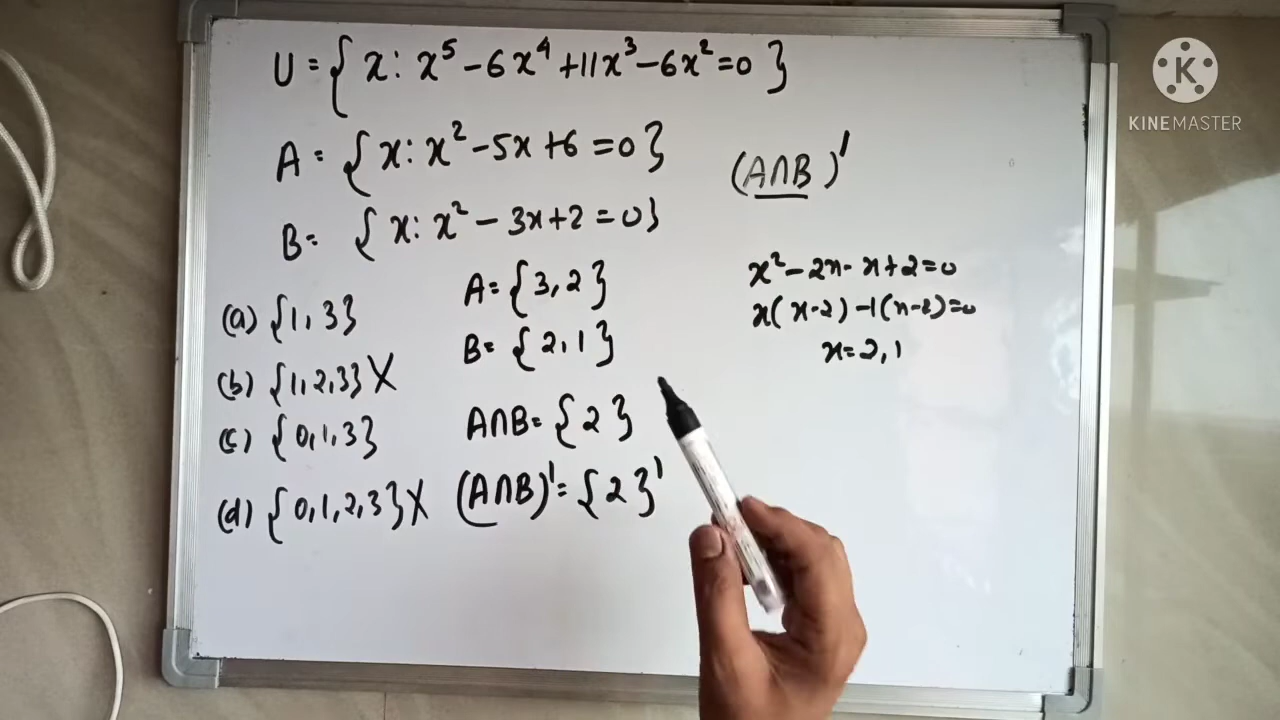 U = { x : x⁵ - 6x⁴ + 11x³ - 6x² = 0 }
A = { x : x² - 5x + 6 = 0 }
B = { x : x² - 3x + 2 = 0 }
(a) {1, 3}
(b) {1, 2, 3} X
(c) {0, 1, 3}
(d) {0, 1, 2, 3} X
A = {3, 2}
B = {2, 1}
A∩B = {2}
(A∩B)' = {2}'
(A∩B)'
x² - 2x - x + 2 = 0
x(x - 2) - 1(x - 2) = 0
x = 2, 1
K
KINEMASTER